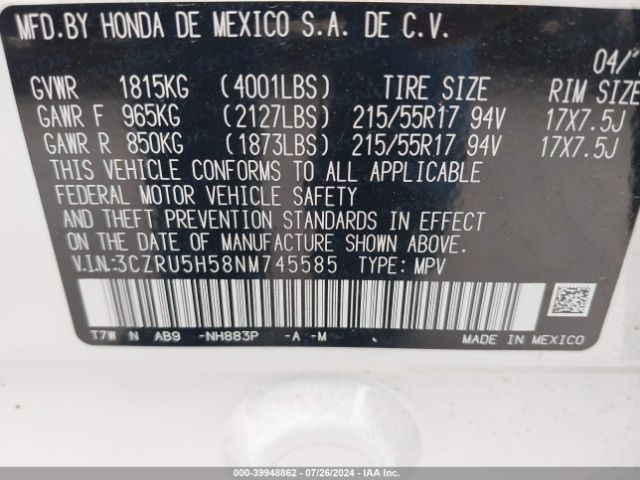 MFD.BY HONDA DE MEXICO S.A. DE C.V.
04/
GVWR 1815KG (4001LBS) TIRE SIZE RIM SIZE
GAWR F 965KG (2127LBS) 215/55R17 94V 17X7.5J
GAWR R 850KG (1873LBS) 215/55R17 94V 17X7.5J
THIS VEHICLE CONFORMS TO ALL APPLICABLE
FEDERAL MOTOR VEHICLE SAFETY
AND THEFT PREVENTION STANDARDS IN EFFECT
ON THE DATE OF MANUFACTURE SHOWN ABOVE.
V.I.N:3CZRU5H58NM745585 TYPE: MPV
T7W N AB9 -NH883P -A -M MADE IN MEXICO
000-39948862 / 07/26/2024 - IAA Inc.